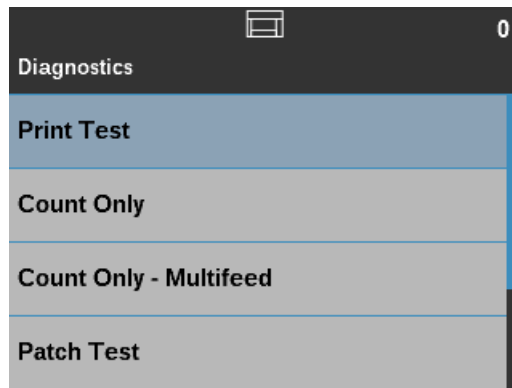 0
Diagnostics
Print Test
Count Only
Count Only - Multifeed
Patch Test